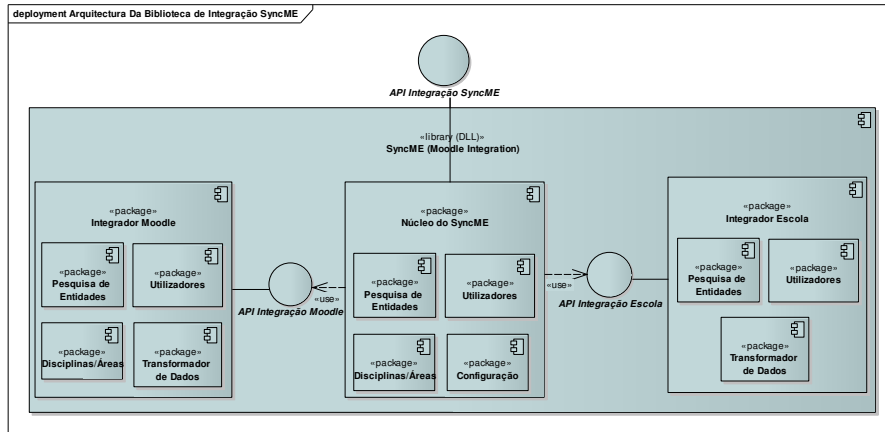 deployment Arquitectura Da Biblioteca de Integração SyncME
API Integração SyncME
«library (DLL)»
SyncME (Moodle Integration)
«package»
Integrador Moodle
«package»
Pesquisa de
Entidades
«package»
Utilizadores
«package»
Disciplinas/Áreas
«package»
Transformador
de Dados
«use»
API Integração Moodle
«package»
Núcleo do SyncME
«package»
Pesquisa de
Entidades
«package»
Utilizadores
«package»
Disciplinas/Áreas
«package»
Configuração
«use»
API Integração Escola
«package»
Integrador Escola
«package»
Pesquisa de
Entidades
«package»
Utilizadores
«package»
Transformador
de Dados